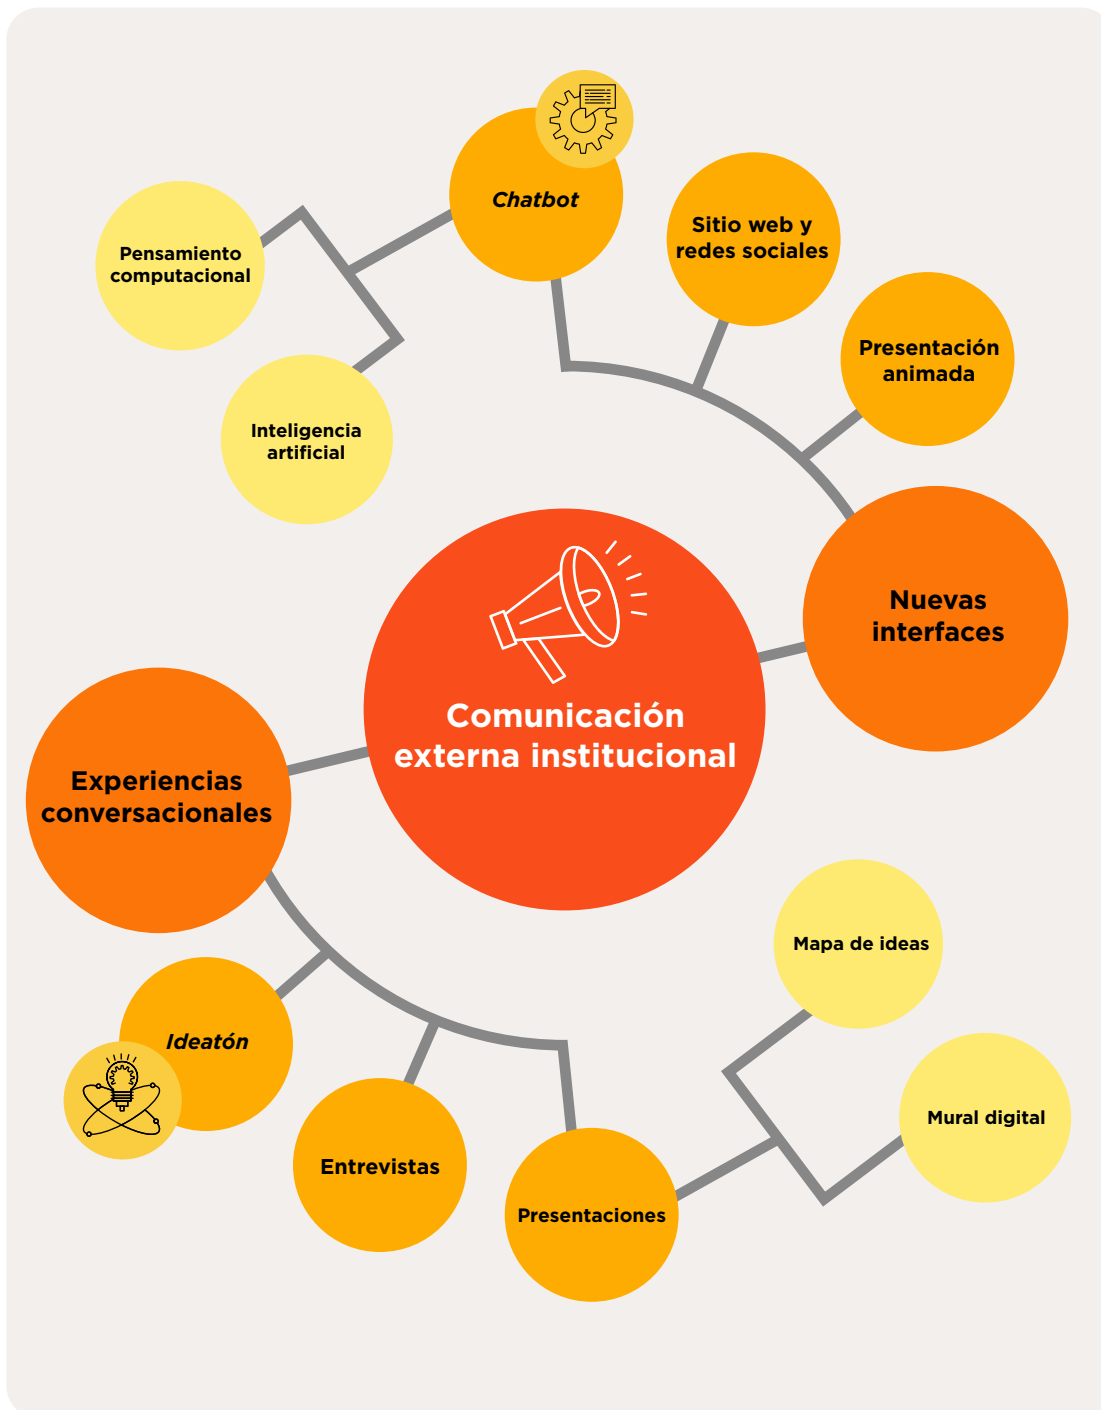 Chatbot
Sitio web y
redes sociales
Pensamiento
computacional
Presentación
animada
Inteligencia
artificial
Nuevas
interfaces
Comunicación
externa institucional
Experiencias
conversacionales
Mapa de ideas
Ideatón
Mural digital
Entrevistas
Presentaciones